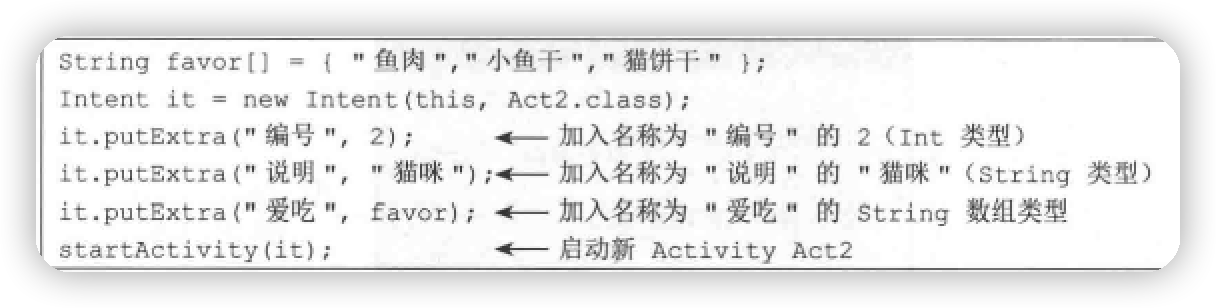 String favor[] = { "鱼肉","小鱼干","猫饼干" };
Intent it = new Intent(this, Act2.class);
it.putExtra("编号", 2); ← 加入名称为 "编号" 的 2（Int 类型）
it.putExtra("说明", "猫咪");← 加入名称为 "说明" 的 "猫咪"（String 类型）
it.putExtra("爱吃", favor); ← 加入名称为 "爱吃" 的 String 数组类型
startActivity(it); ← 启动新 Activity Act2